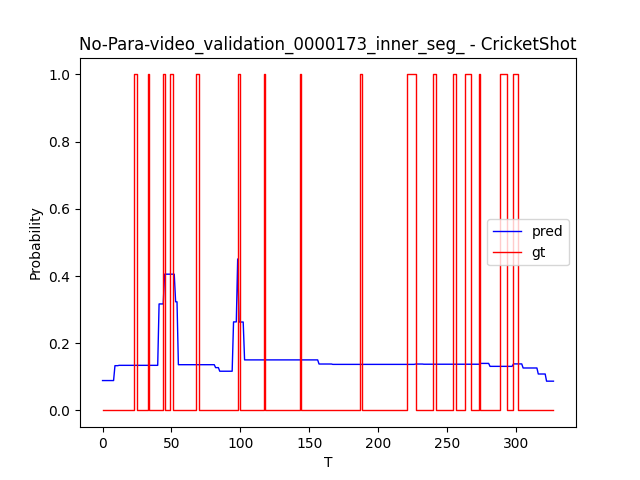 No-Para-video_validation_0000173_inner_seg_ - CricketShot
1.0
0.8
0.6
0.4
0.2
0.0
Probability
pred
gt
0 50 100 150 200 250 300
T